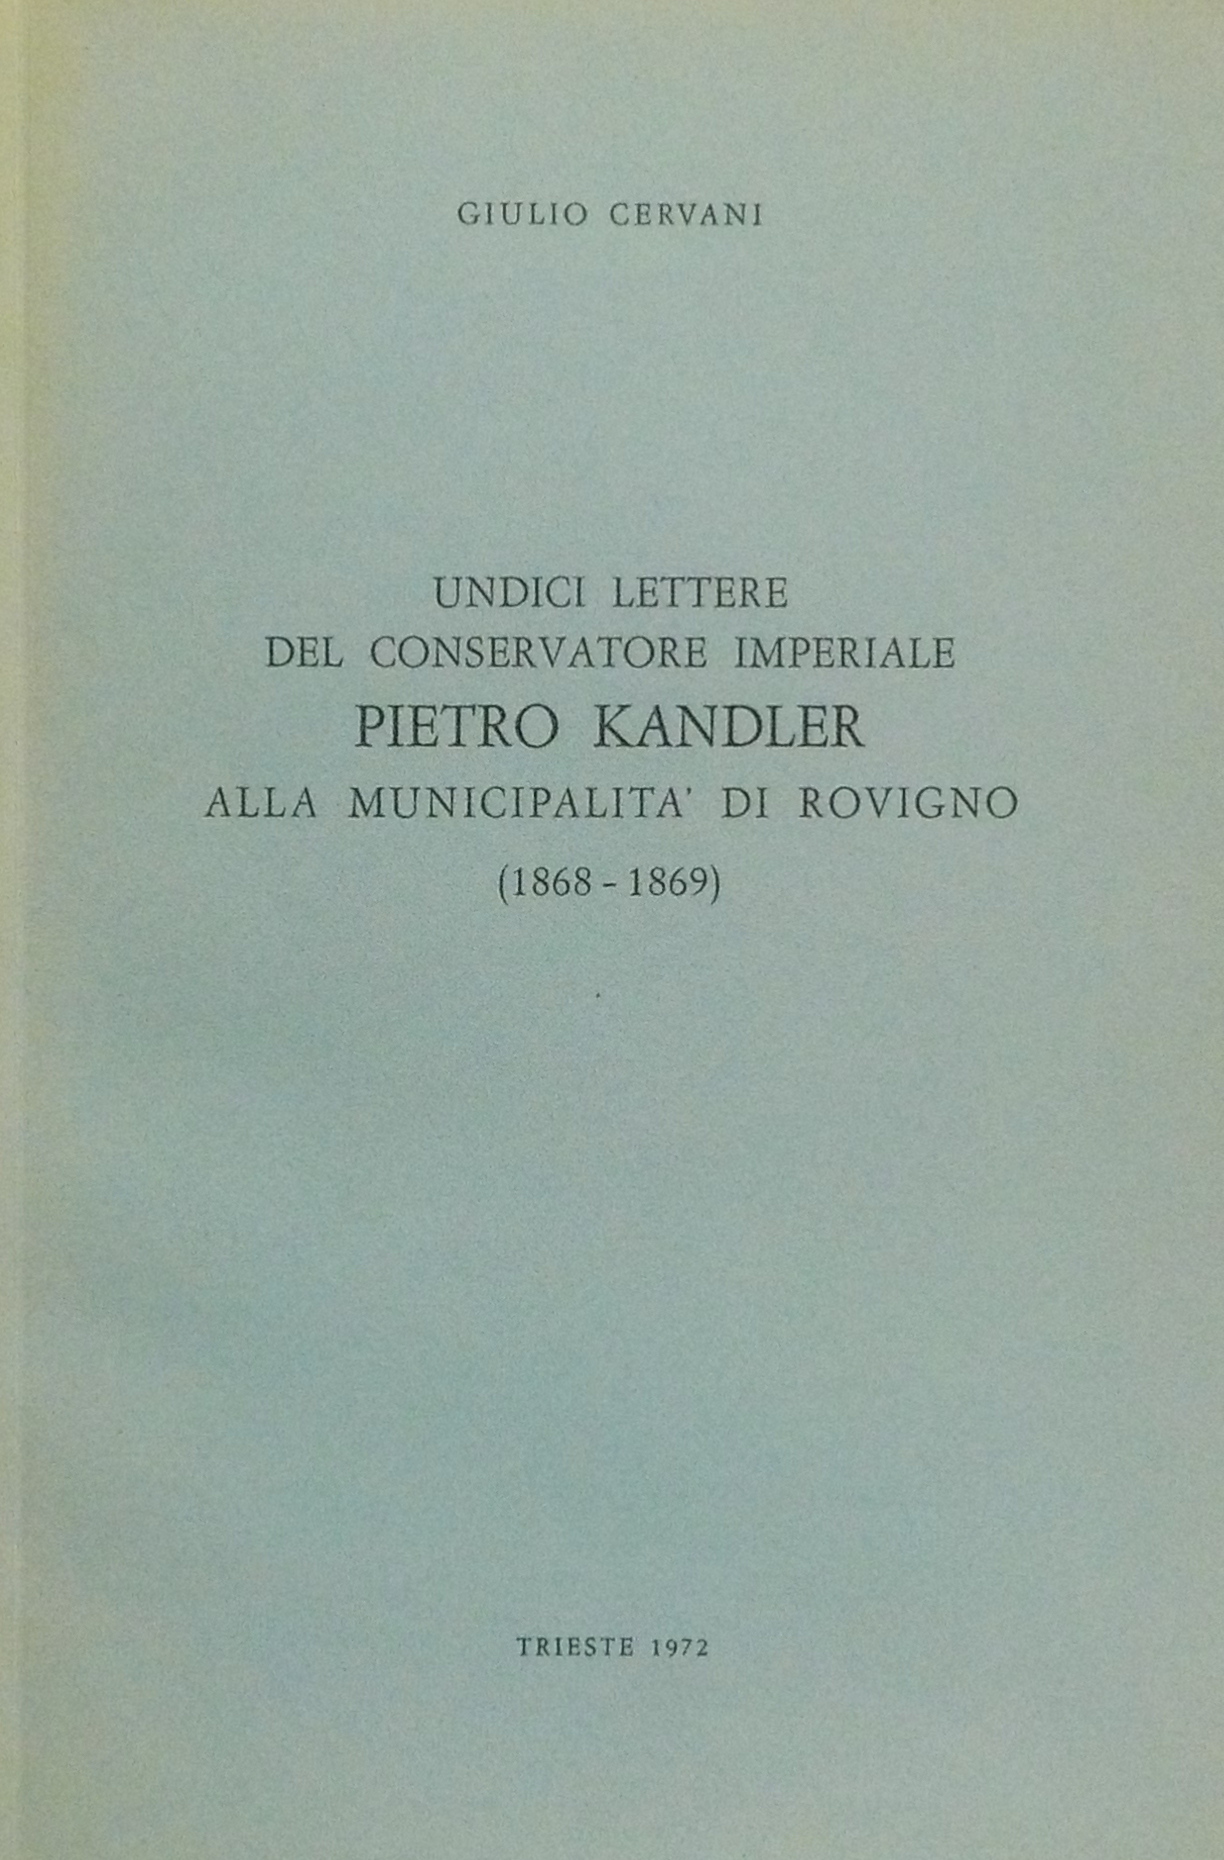 GIULIO CERVANI
UNDICI LETTERE
DEL CONSERVATORE IMPERIALE
PIETRO KANDLER
ALLA MUNICIPALITA' DI ROVIGNO
(1868 - 1869)
TRIESTE 1972